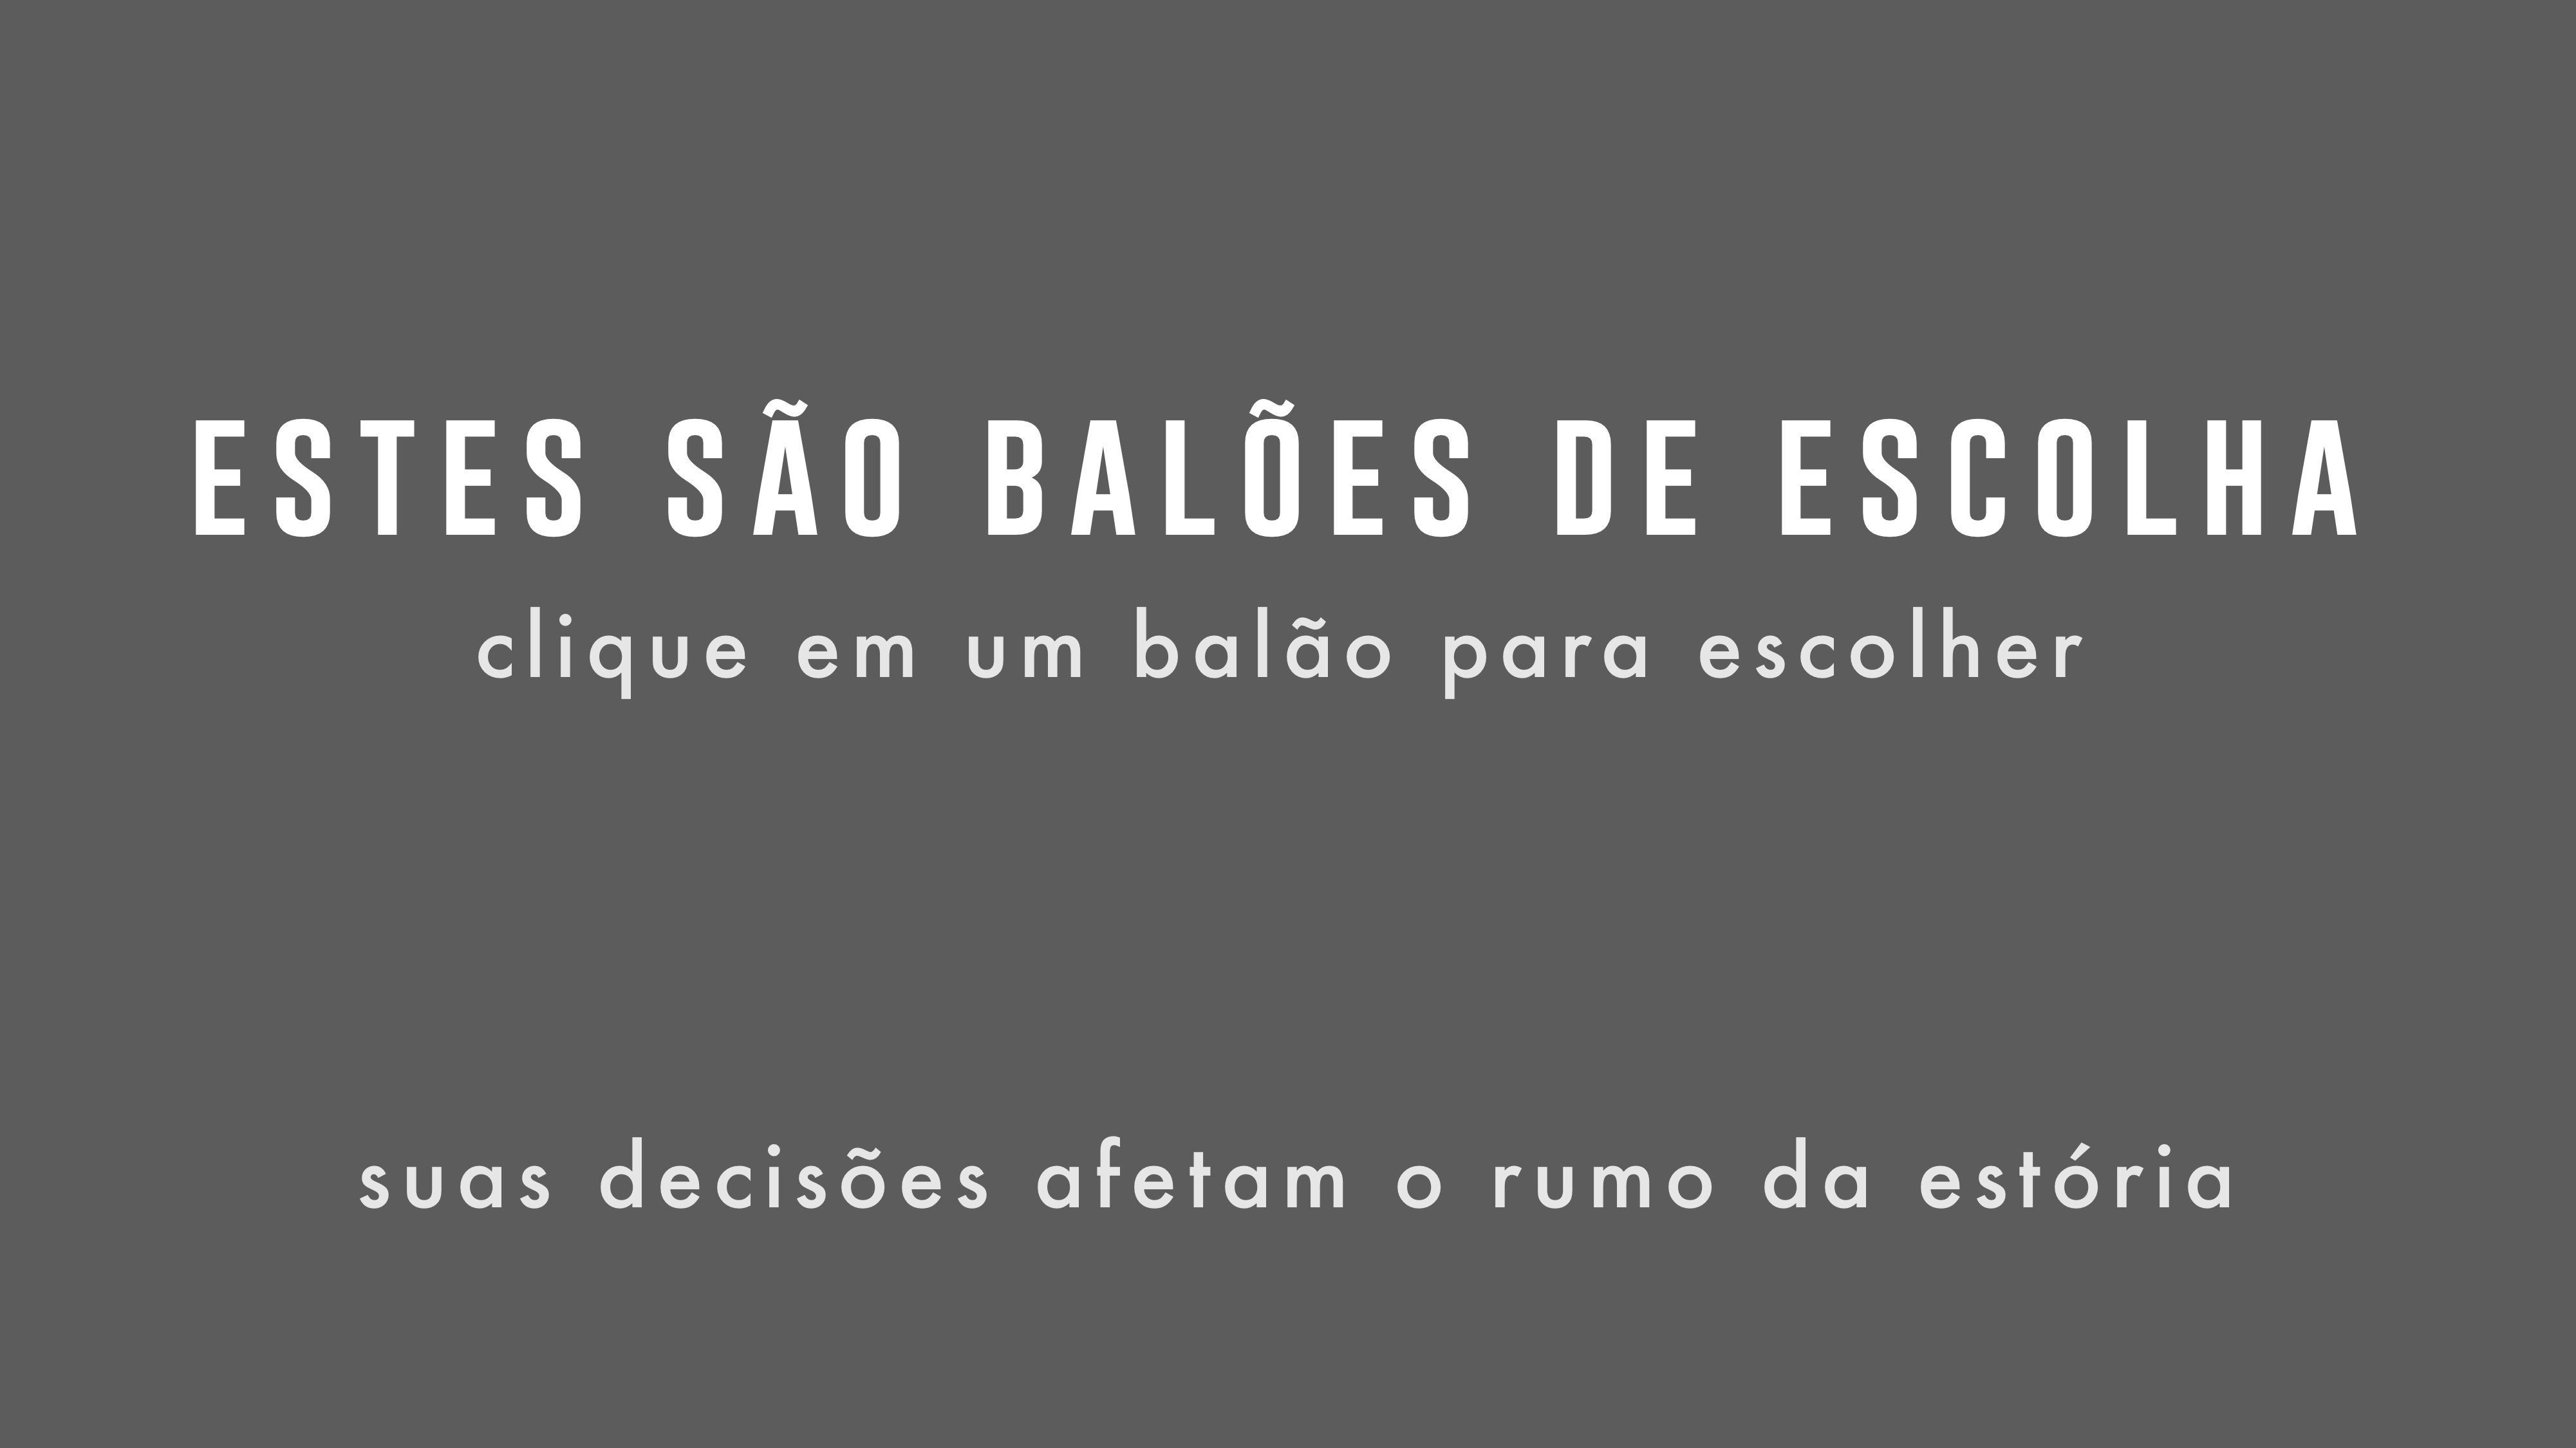 ESTES SÃO BALÕES DE ESCOLHA
clique em um balão para escolher
suas decisões afetam o rumo da estória